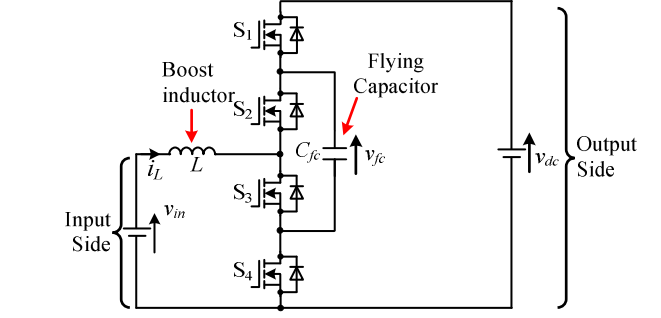 S1
Boost
inductor
Flying
Capacitor
S2
Cfc
vfc
vdc
Output
Side
iL
L
S3
Input
Side
vin
S4